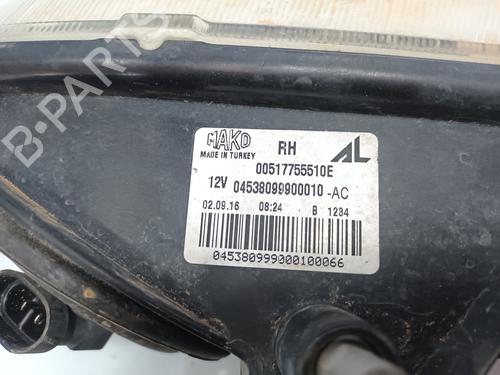 B-PARTS
MAKO RH AL
MADE IN TURKEY
00517755510E
12V 04538099900010 -AC
02.09.16 08:24 B 1234
045380999000100066